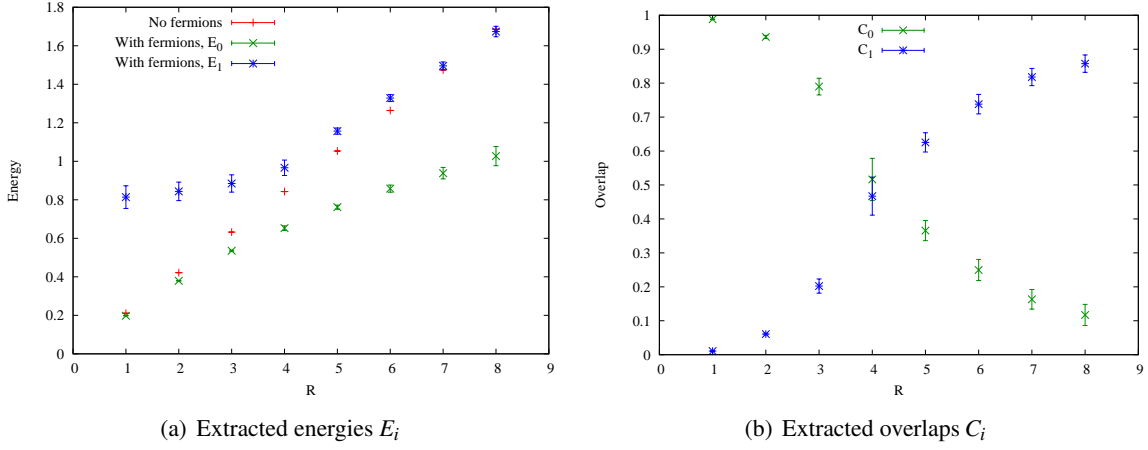 No fermions
With fermions, E0
With fermions, E1
1.8
1.6
1.4
1.2
1
0.8
0.6
0.4
0.2
0
Energy
0 1 2 3 4 5 6 7 8 9
R
(a) Extracted energies Ei
C0
C1
1
0.9
0.8
0.7
0.6
0.5
0.4
0.3
0.2
0.1
0
Overlap
0 1 2 3 4 5 6 7 8 9
R
(b) Extracted overlaps Ci